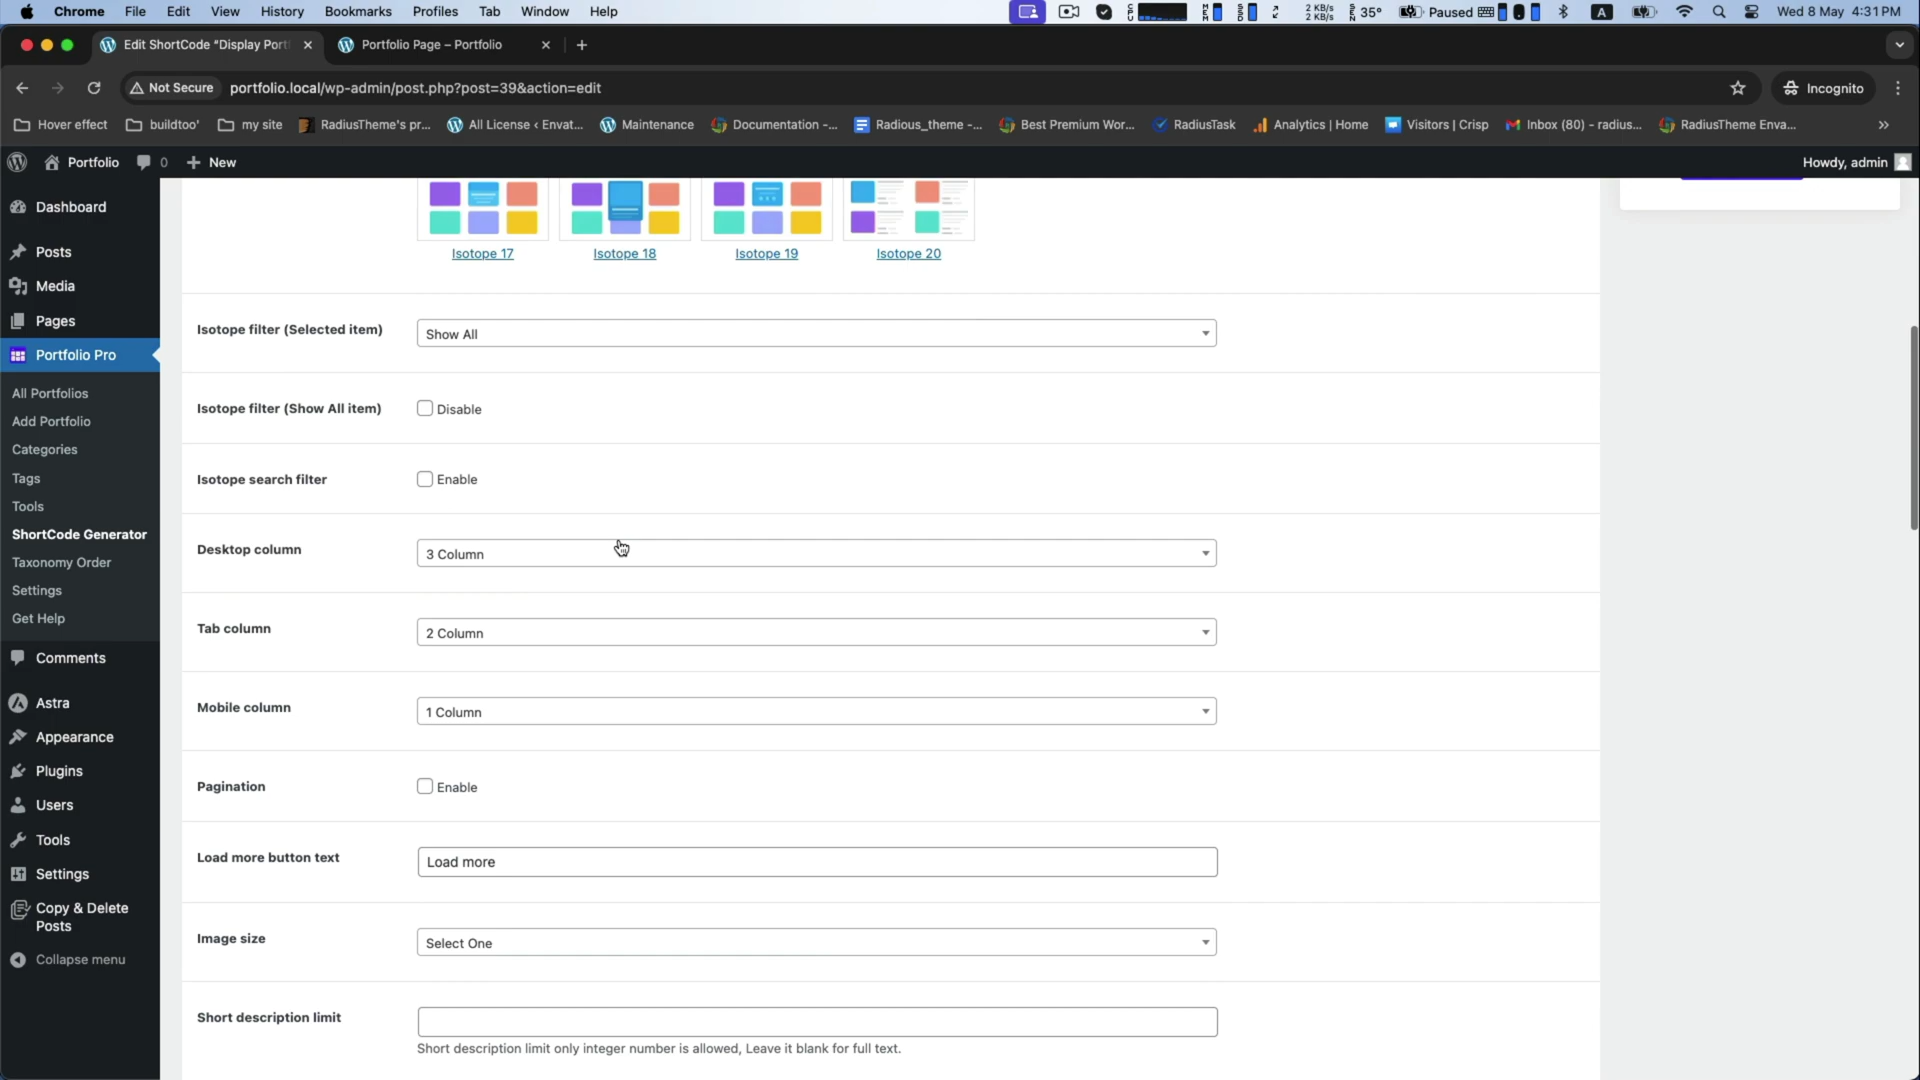 Chrome File Edit View History Bookmarks Profiles Tab Window Help 2 KB/s 2 KB/s 35° Paused A Wed 8 May 4:31 PM
Edit ShortCode "Display Port Portfolio Page – Portfolio
Not Secure portfolio.local/wp-admin/post.php?post=39&action=edit Incognito
Hover effect buildtoo' my site RadiusTheme's pr... All License ‹ Envat... Maintenance Documentation -... Radious_theme -... Best Premium Wor... RadiusTask Analytics | Home Visitors | Crisp Inbox (80) - radius... RadiusTheme Enva...
Portfolio 0 New Howdy, admin
Dashboard
Posts
Media
Pages
Portfolio Pro
All Portfolios
Add Portfolio
Categories
Tags
Tools
ShortCode Generator
Taxonomy Order
Settings
Get Help
Comments
Astra
Appearance
Plugins
Users
Tools
Settings
Copy & Delete
Posts
Collapse menu
Isotope 17 Isotope 18 Isotope 19 Isotope 20
Isotope filter (Selected item) Show All
Isotope filter (Show All item) Disable
Isotope search filter Enable
Desktop column 3 Column
Tab column 2 Column
Mobile column 1 Column
Pagination Enable
Load more button text Load more
Image size Select One
Short description limit
Short description limit only integer number is allowed, Leave it blank for full text.